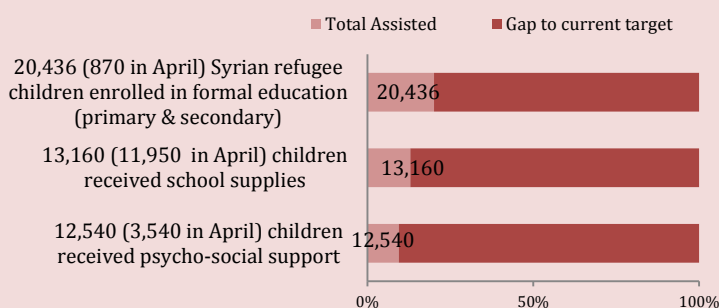 Total Assisted
Gap to current target
20,436 (870 in April) Syrian refugee
children enrolled in formal education
(primary & secondary)
20,436
13,160 (11,950 in April) children
received school supplies
13,160
12,540 (3,540 in April) children
received psycho-social support
12,540
0%
50%
100%